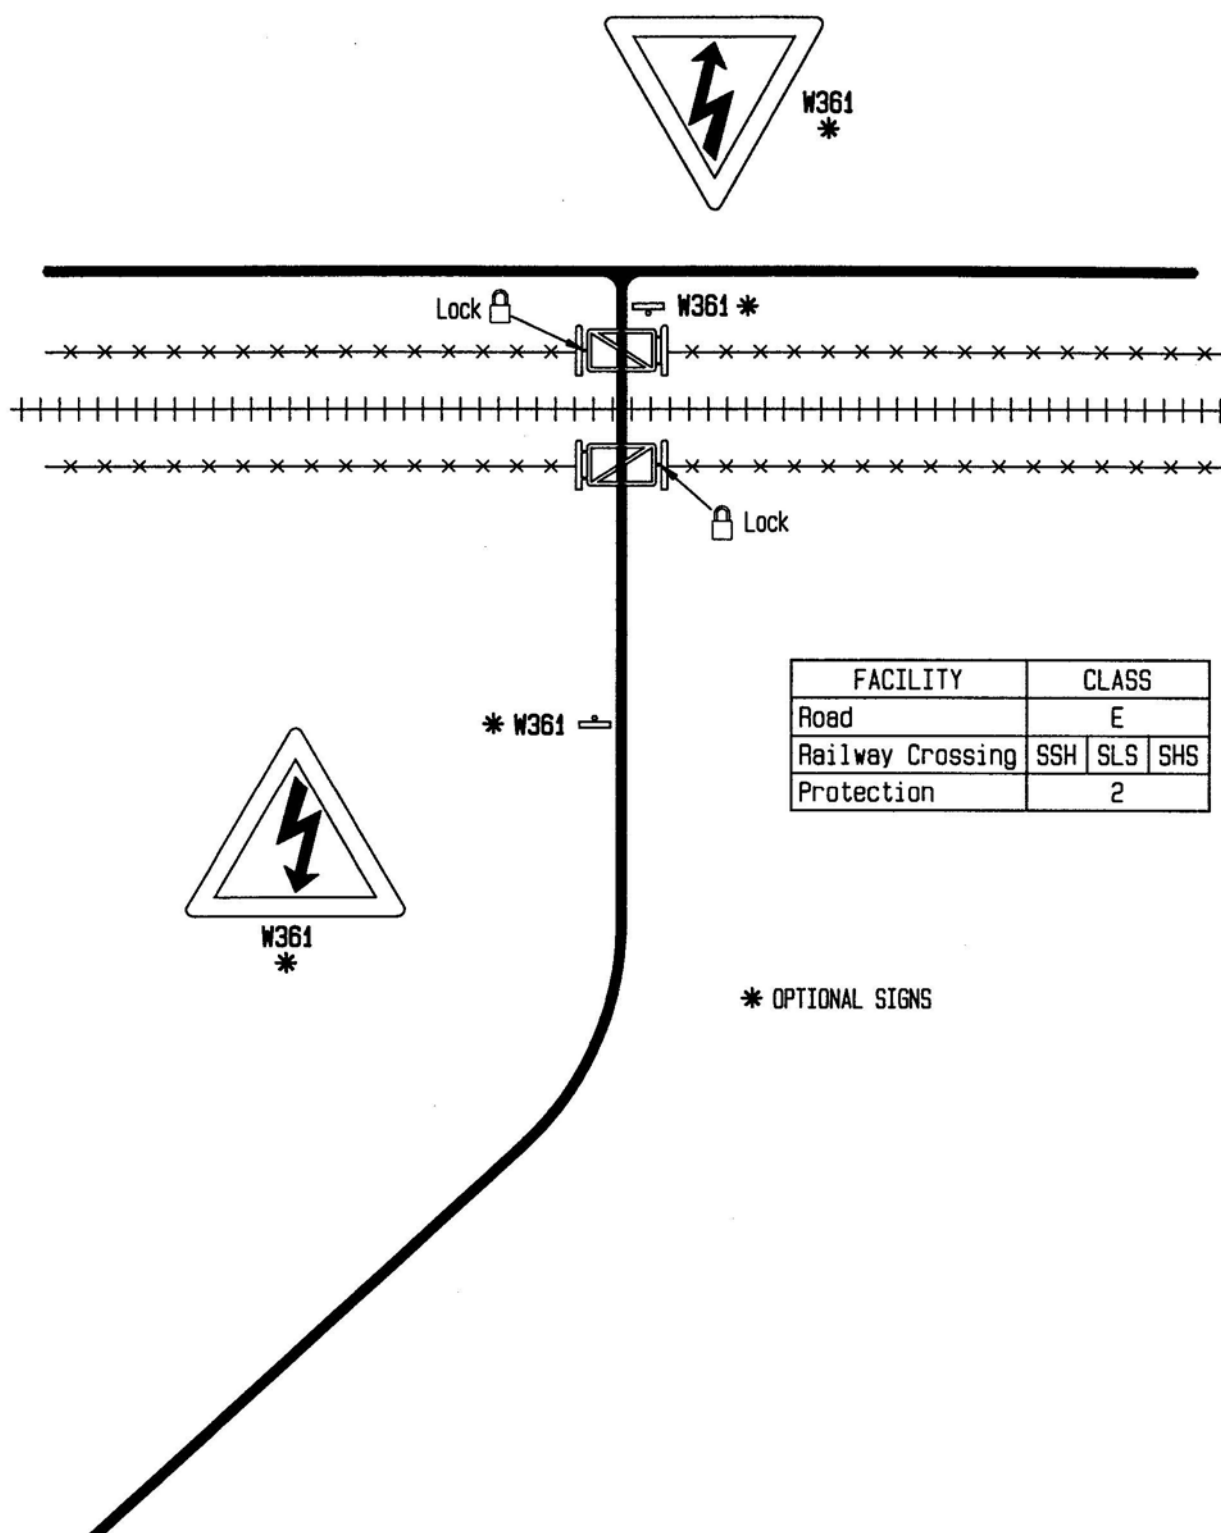 W361
*
Lock
W361 *
Lock
* W361
FACILITY CLASS
Road E
Railway Crossing SSH SLS SHS
Protection 2
W361
*
* OPTIONAL SIGNS